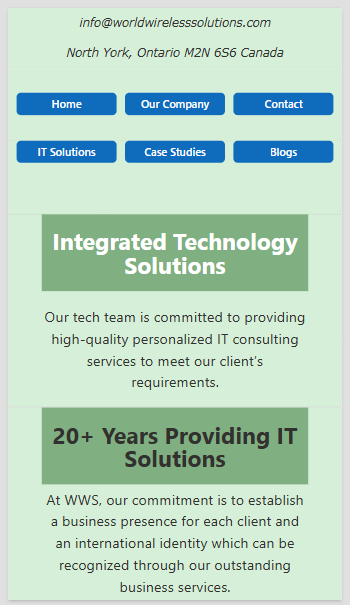 info@worldwirelesssolutions.com
North York, Ontario M2N 6S6 Canada
Home Our Company Contact
IT Solutions Case Studies Blogs
Integrated Technology
Solutions
Our tech team is committed to providing
high-quality personalized IT consulting
services to meet our client's
requirements.
20+ Years Providing IT
Solutions
At WWS, our commitment is to establish
a business presence for each client and
an international identity which can be
recognized through our outstanding
business services.